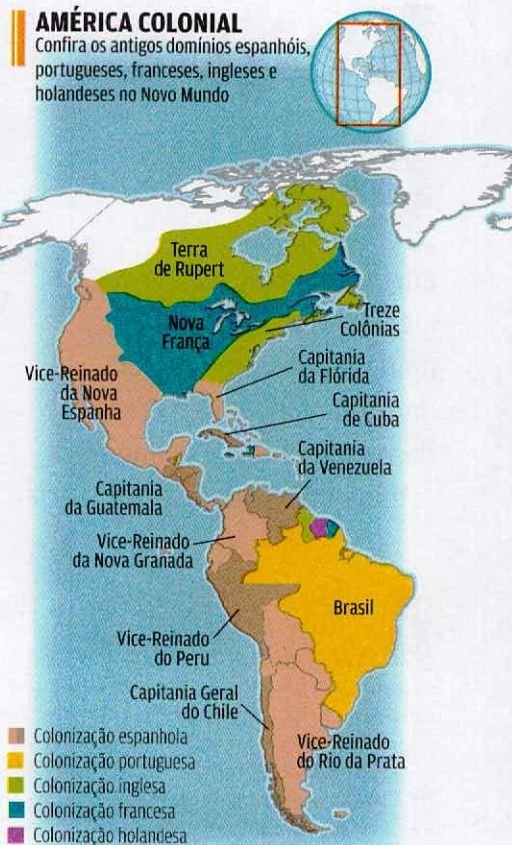 AMÉRICA COLONIAL
Confira os antigos domínios espanhóis,
portugueses, franceses, ingleses e
holandeses no Novo Mundo
Terra
de Rupert
Nova
França
Treze
Colônias
Capitania
da Flórida
Vice-Reinado
da Nova
Espanha
Capitania
de Cuba
Capitania
da Venezuela
Capitania
da Guatemala
Vice-Reinado
da Nova Granada
Brasil
Vice-Reinado
do Peru
Capitania Geral
do Chile
Vice-Reinado
do Rio da Prata
Colonização espanhola
Colonização portuguesa
Colonização inglesa
Colonização francesa
Colonização holandesa